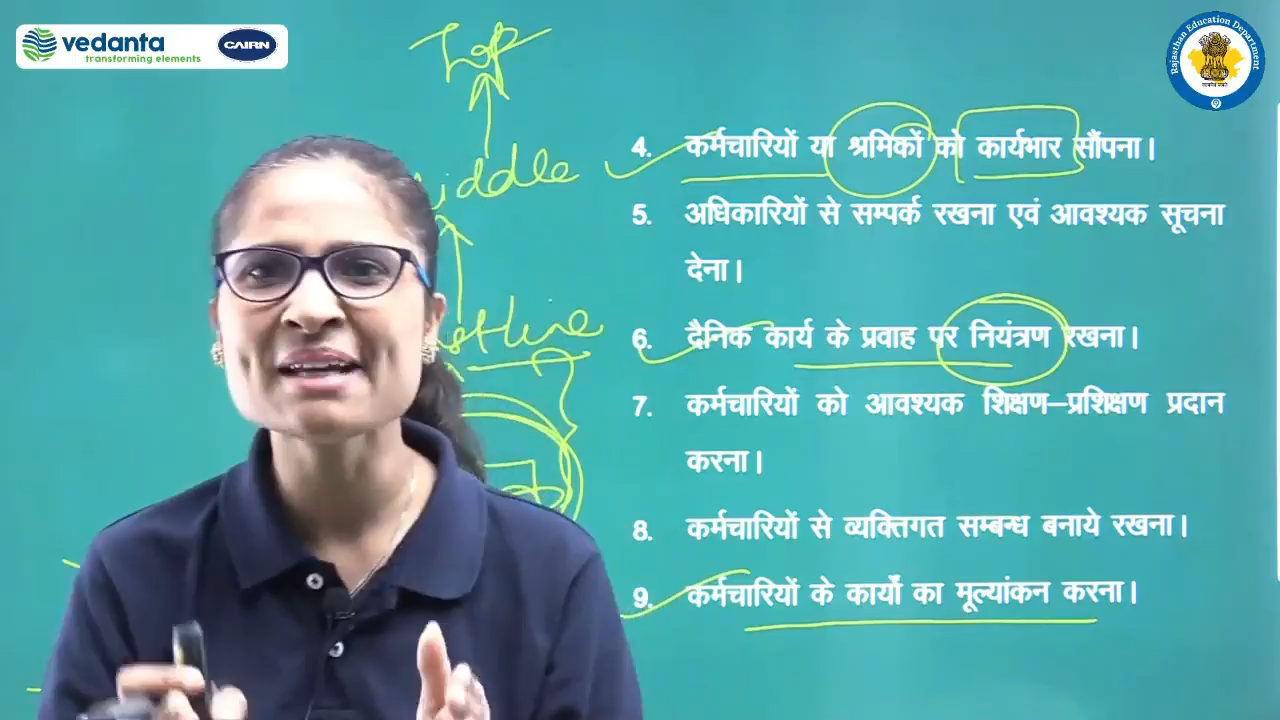 vedanta
transforming elements
CAIRN
Rajasthan Education Department
Top
iddle
stline
4. कर्मचारियों या श्रमिकों को कार्यभार सौंपना।
5. अधिकारियों से सम्पर्क रखना एवं आवश्यक सूचना
देना।
6. दैनिक कार्य के प्रवाह पर नियंत्रण रखना।
7. कर्मचारियों को आवश्यक शिक्षण–प्रशिक्षण प्रदान
करना।
8. कर्मचारियों से व्यक्तिगत सम्बन्ध बनाये रखना।
9. कर्मचारियों के कार्यों का मूल्यांकन करना।